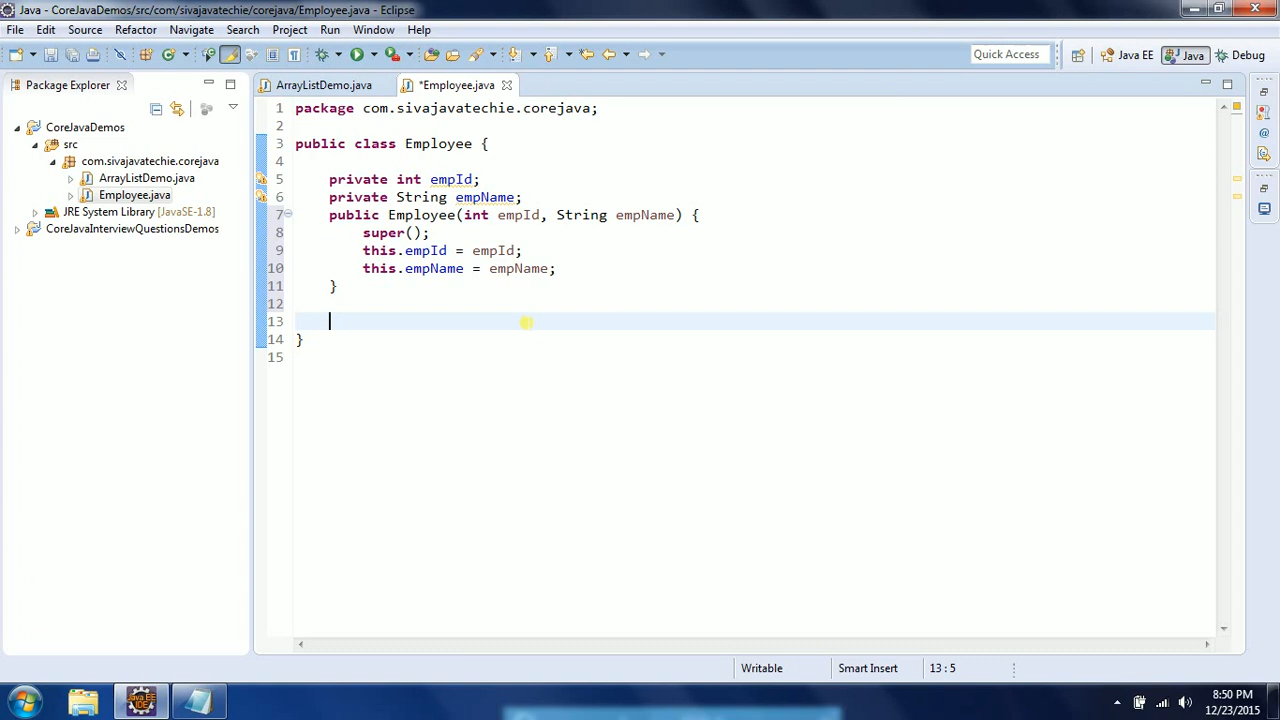 Java - CoreJavaDemos/src/com/sivajavatechie/corejava/Employee.java - Eclipse
File Edit Source Refactor Navigate Search Project Run Window Help
Quick Access Java EE Java Debug
Package Explorer
CoreJavaDemos
src
com.sivajavatechie.corejava
ArrayListDemo.java
Employee.java
JRE System Library [JavaSE-1.8]
CoreJavaInterviewQuestionsDemos
ArrayListDemo.java *Employee.java
1 package com.sivajavatechie.corejava;
2
3 public class Employee {
4
5 private int empId;
6 private String empName;
7 public Employee(int empId, String empName) {
8 super();
9 this.empId = empId;
10 this.empName = empName;
11 }
12
13
14 }
15
Writable Smart Insert 13 : 5
Java EE
IDE
8:50 PM
12/23/2015